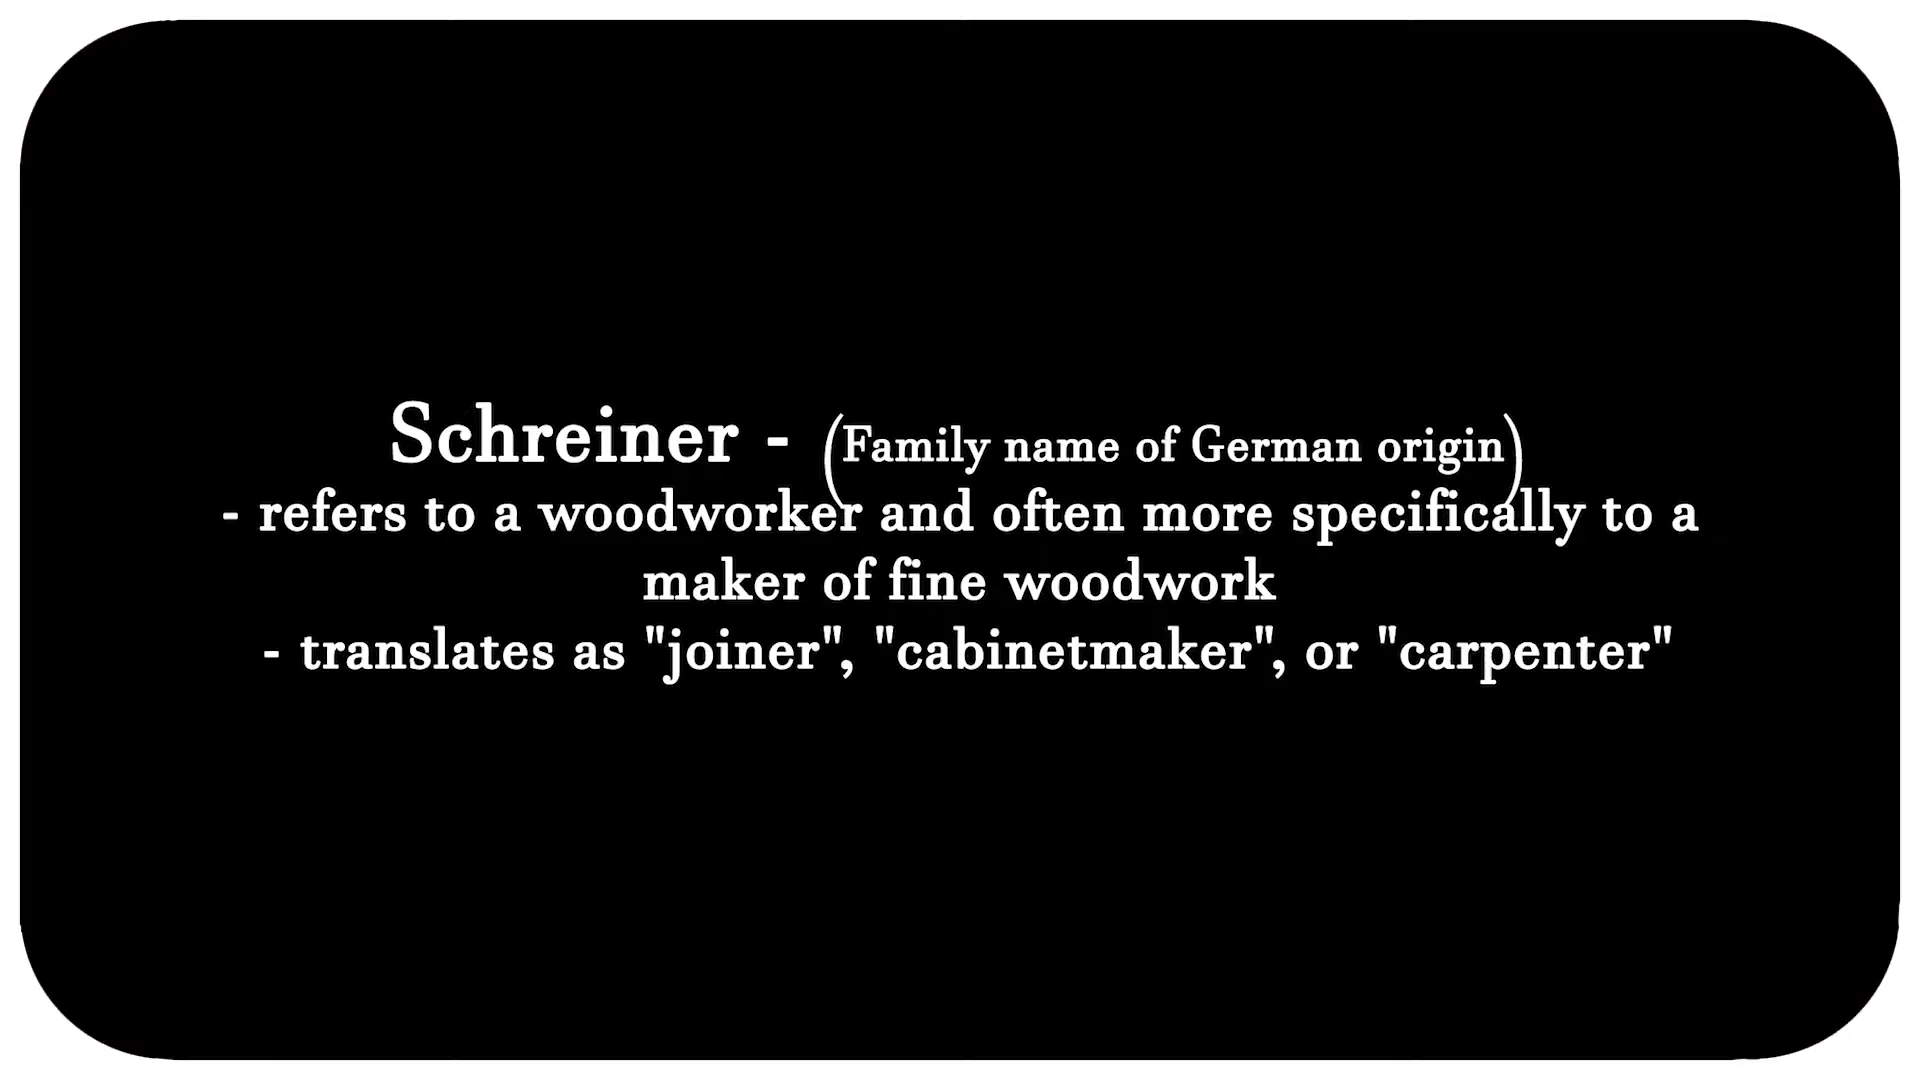 Schreiner - (Family name of German origin)
- refers to a woodworker and often more specifically to a
maker of fine woodwork
- translates as "joiner", "cabinetmaker", or "carpenter"